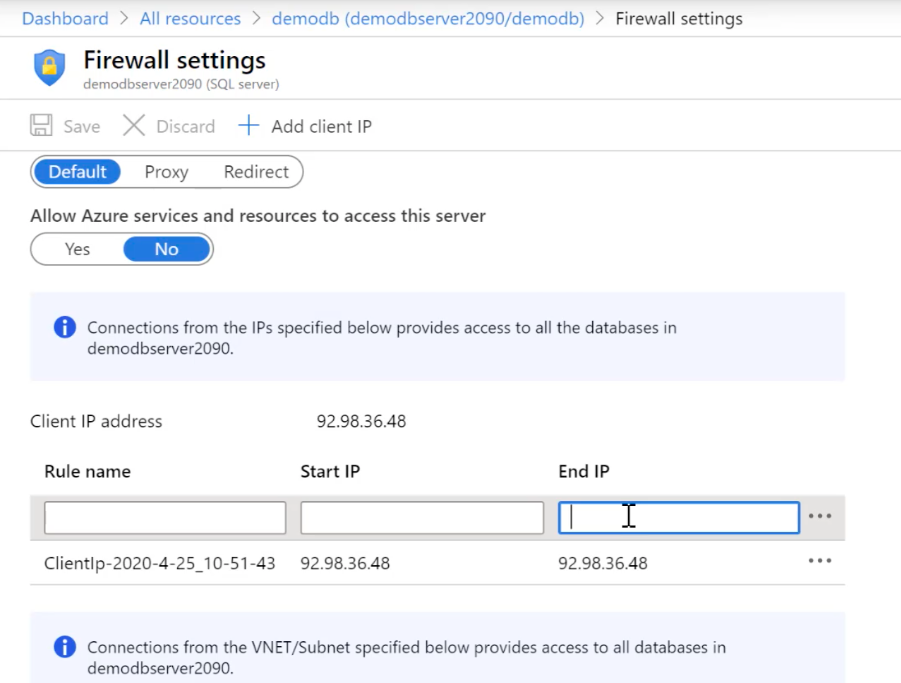 Dashboard > All resources > demodb (demodbserver2090/demodb) > Firewall settings
Firewall settings
demodbserver2090 (SQL server)
Save Discard + Add client IP
Default Proxy Redirect
Allow Azure services and resources to access this server
Yes No
Connections from the IPs specified below provides access to all the databases in
demodbserver2090.
Client IP address 92.98.36.48
Rule name Start IP End IP
ClientIp-2020-4-25_10-51-43 92.98.36.48 92.98.36.48
Connections from the VNET/Subnet specified below provides access to all databases in
demodbserver2090.